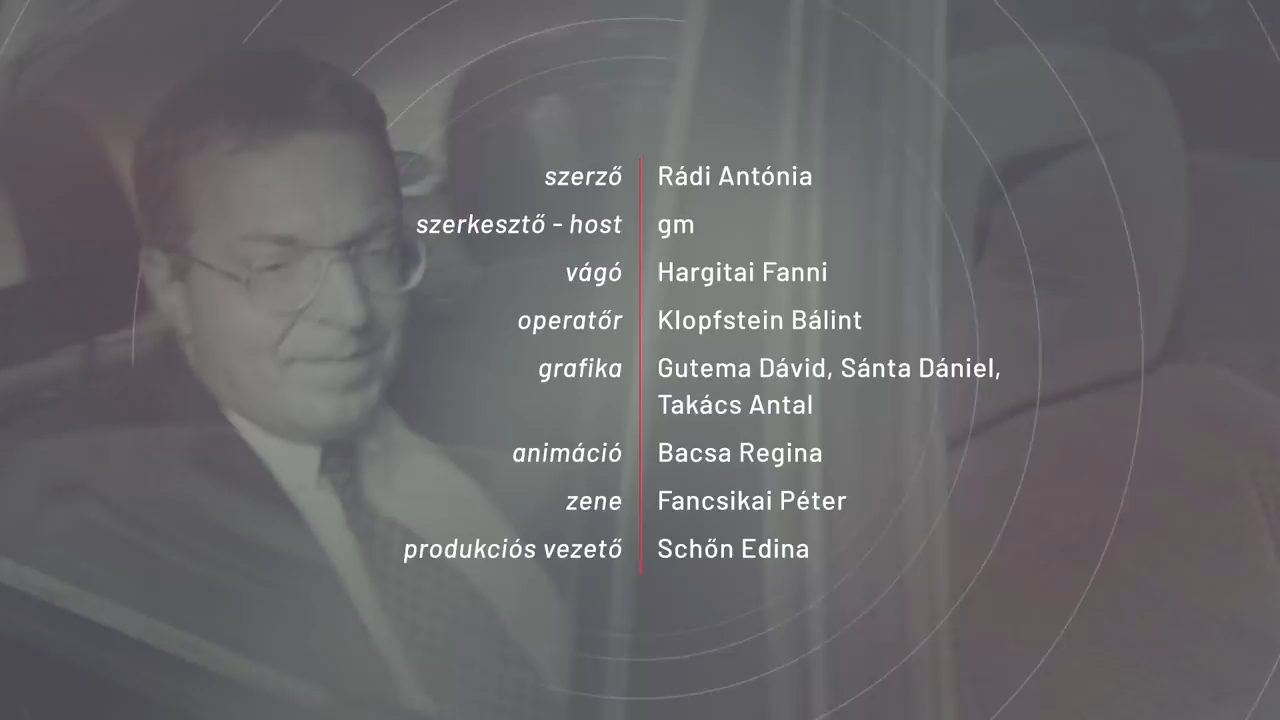 szerző Rádi Antónia
szerkesztő - host gm
vágó Hargitai Fanni
operatőr Klopfstein Bálint
grafika Gutema Dávid, Sánta Dániel,
Takács Antal
animáció Bacsa Regina
zene Fancsikai Péter
produkciós vezető Schőn Edina